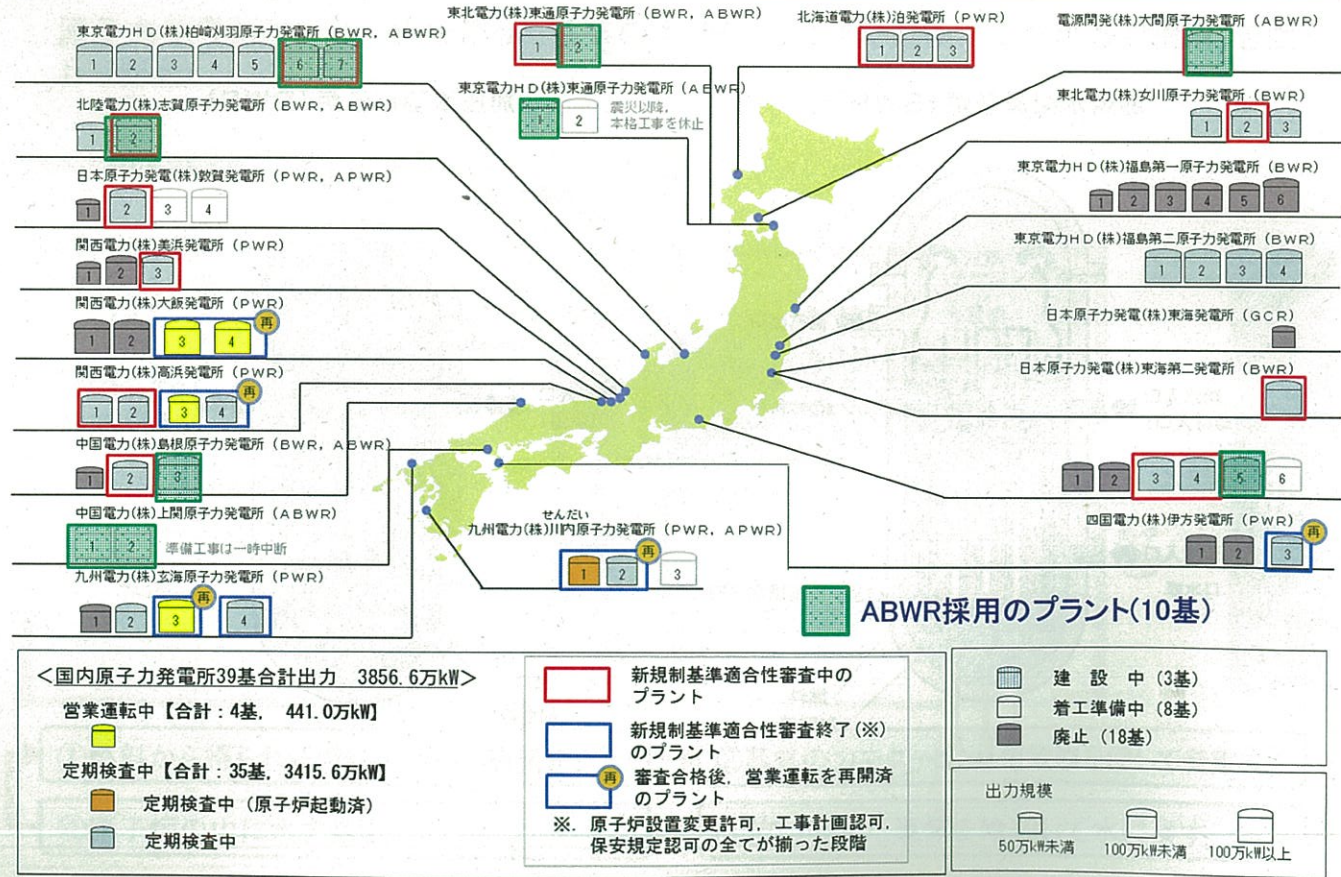 東京電力HD(株)柏崎刈羽原子力発電所 (BWR, ABWR)
1 2 3 4 5 6 7
北陸電力(株)志賀原子力発電所 (BWR, ABWR)
1 2
日本原子力発電(株)敦賀発電所 (PWR, APWR)
1 2 3 4
関西電力(株)美浜発電所 (PWR)
1 2 3
関西電力(株)大飯発電所 (PWR)
1 2 3 4 再
関西電力(株)高浜発電所 (PWR)
1 2 3 4 再
中国電力(株)島根原子力発電所 (BWR, ABWR)
1 2 3
中国電力(株)上関原子力発電所 (ABWR)
1 2 準備工事は一時中断
九州電力(株)玄海原子力発電所 (PWR)
1 2 3 再 4
東北電力(株)東通原子力発電所 (BWR, ABWR)
1 2
東京電力HD(株)東通原子力発電所 (ABWR)
1 2 震災以降,
本格工事を休止
北海道電力(株)泊発電所 (PWR)
1 2 3
電源開発(株)大間原子力発電所 (ABWR)
東北電力(株)女川原子力発電所 (BWR)
1 2 3
東京電力HD(株)福島第一原子力発電所 (BWR)
1 2 3 4 5 6
東京電力HD(株)福島第二原子力発電所 (BWR)
1 2 3 4
日本原子力発電(株)東海発電所 (GCR)
日本原子力発電(株)東海第二発電所 (BWR)
1 2 3 4 5 6
四国電力(株)伊方発電所 (PWR)
1 2 3 再
せんだい
九州電力(株)川内原子力発電所 (PWR, APWR)
1 2 再 3
ABWR採用のプラント(10基)
<国内原子力発電所39基合計出力 3856.6万kW>
営業運転中【合計:4基, 441.0万kW】
定期検査中【合計:35基, 3415.6万kW】
定期検査中 (原子炉起動済)
定期検査中
新規制基準適合性審査中の
プラント
新規制基準適合性審査終了(※)
のプラント
再 審査合格後, 営業運転を再開済
のプラント
※. 原子炉設置変更許可, 工事計画認可,
保安規定認可の全てが揃った段階
建 設 中 (3基)
着工準備中 (8基)
廃止 (18基)
出力規模
50万kW未満 100万kW未満 100万kW以上